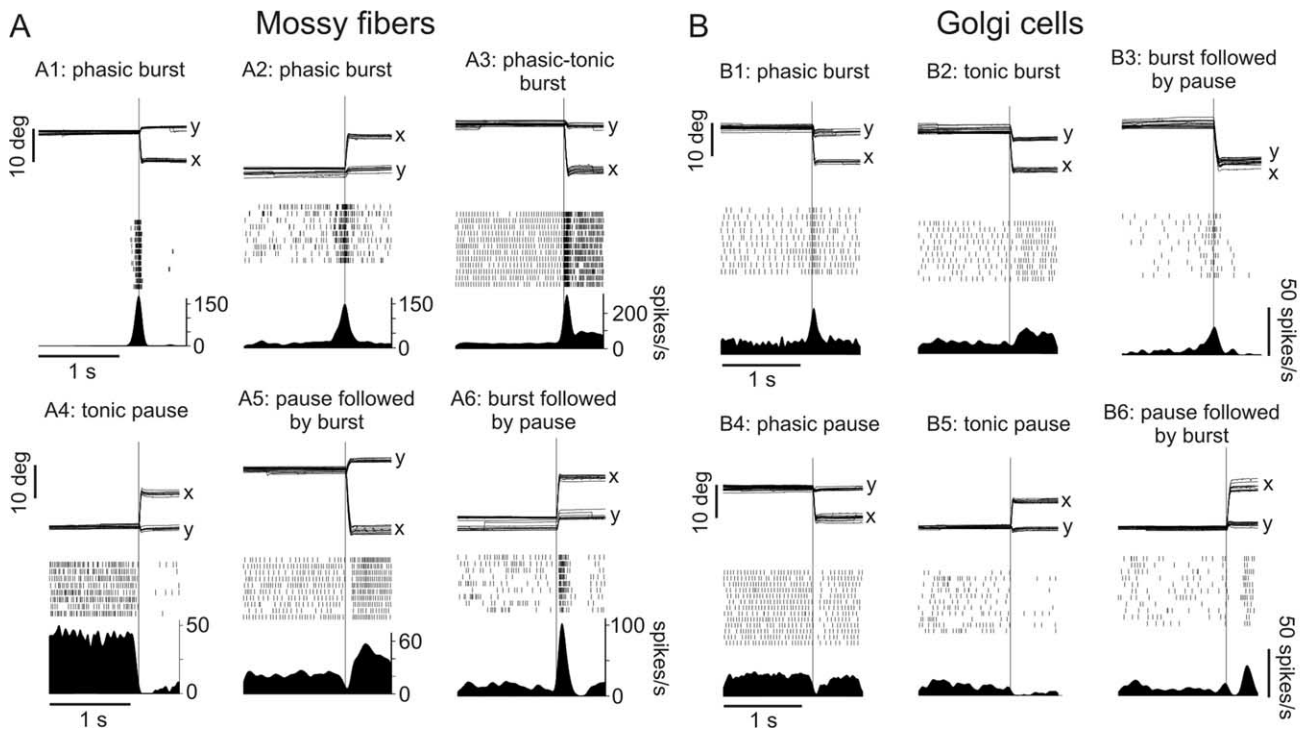 A
Mossy fibers
A1: phasic burst
A2: phasic burst
A3: phasic-tonic
burst
10 deg
y
x
x
y
y
x
150
0
150
0
200
0
spikes/s
1 s
A4: tonic pause
A5: pause followed
by burst
A6: burst followed
by pause
10 deg
x
y
y
x
x
y
50
0
60
0
100
0
spikes/s
1 s
B
Golgi cells
B1: phasic burst
B2: tonic burst
B3: burst followed
by pause
10 deg
y
x
y
x
y
x
50 spikes/s
1 s
B4: phasic pause
B5: tonic pause
B6: pause followed
by burst
10 deg
y
x
x
y
x
y
50 spikes/s
1 s